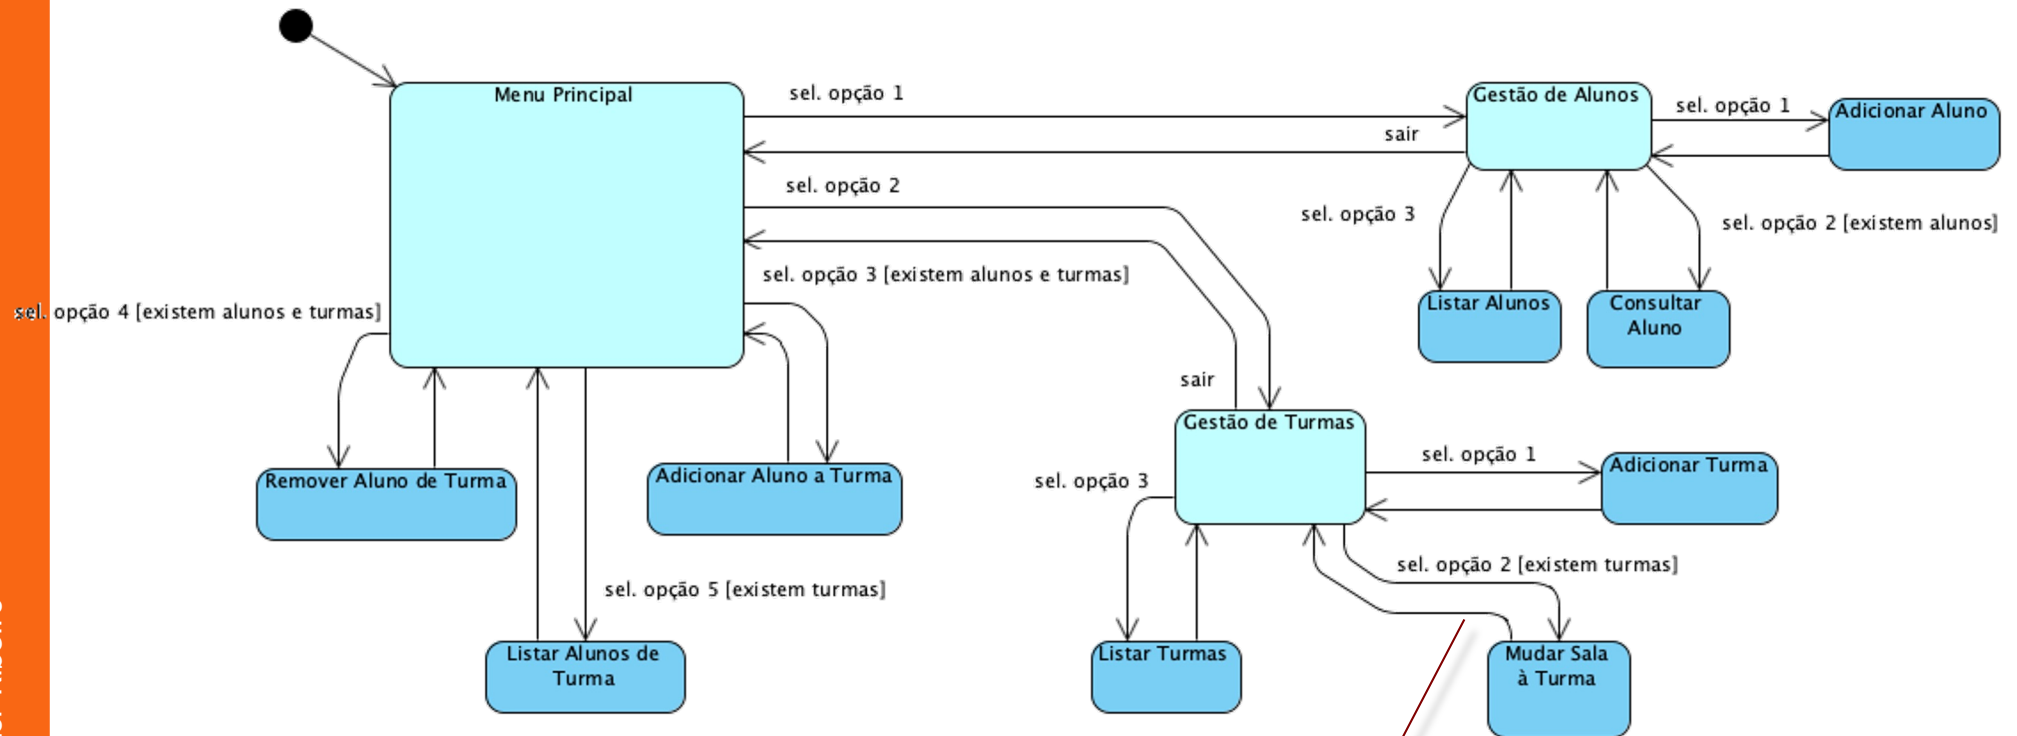 Menu Principal
sel. opção 1
sair
Gestão de Alunos
sel. opção 1
Adicionar Aluno
sel. opção 2
sel. opção 3
sel. opção 2 [existem alunos]
sel. opção 3 [existem alunos e turmas]
sel. opção 4 [existem alunos e turmas]
Listar Alunos
Consultar
Aluno
sair
Gestão de Turmas
sel. opção 1
Adicionar Turma
Remover Aluno de Turma
Adicionar Aluno a Turma
sel. opção 3
sel. opção 2 [existem turmas]
sel. opção 5 [existem turmas]
Listar Alunos de
Turma
Listar Turmas
Mudar Sala
à Turma